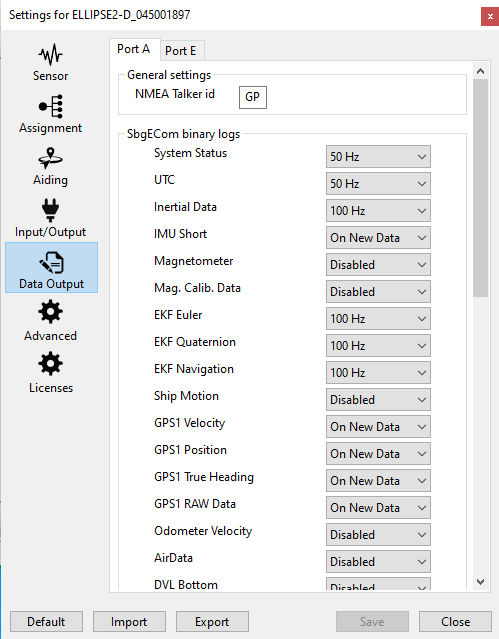 Settings for ELLIPSE2-D_045001897
x
Sensor
Assignment
Aiding
Input/Output
Data Output
Advanced
Licenses
Port A Port E
General settings
NMEA Talker id GP
SbgECom binary logs
System Status 50 Hz
UTC 50 Hz
Inertial Data 100 Hz
IMU Short On New Data
Magnetometer Disabled
Mag. Calib. Data Disabled
EKF Euler 100 Hz
EKF Quaternion 100 Hz
EKF Navigation 100 Hz
Ship Motion Disabled
GPS1 Velocity On New Data
GPS1 Position On New Data
GPS1 True Heading On New Data
GPS1 RAW Data On New Data
Odometer Velocity Disabled
AirData Disabled
DVL Bottom Disabled
Default Import Export Save Close